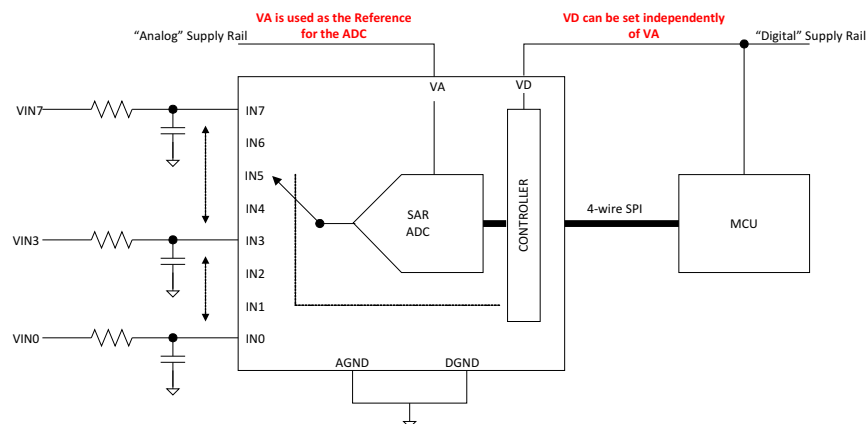 VA is used as the Reference
for the ADC
VD can be set independently
of VA
“Analog” Supply Rail
“Digital” Supply Rail
VA
VD
VIN7
IN7
IN6
IN5
IN4
VIN3
IN3
IN2
IN1
VIN0
IN0
SAR
ADC
CONTROLLER
4-wire SPI
MCU
AGND
DGND